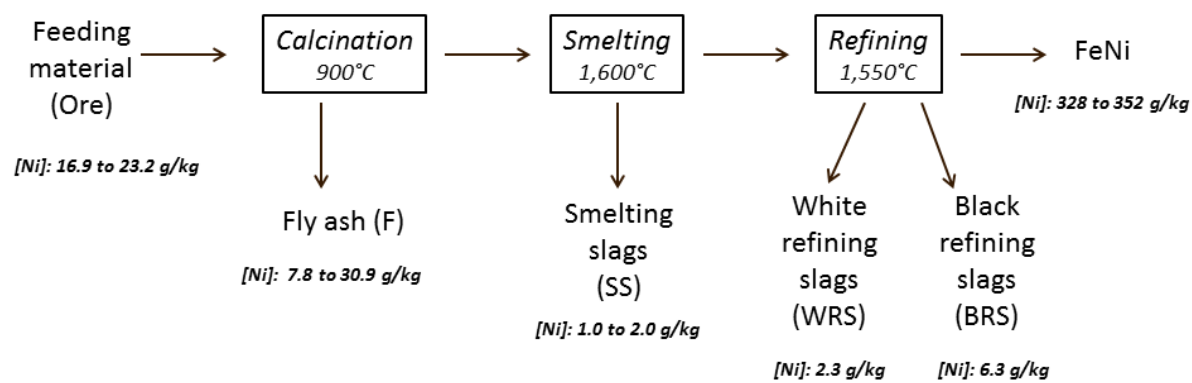 Feeding
material
(Ore)
[Ni]: 16.9 to 23.2 g/kg
Calcination
900°C
Smelting
1,600°C
Refining
1,550°C
FeNi
[Ni]: 328 to 352 g/kg
Fly ash (F)
[Ni]: 7.8 to 30.9 g/kg
Smelting
slags
(SS)
[Ni]: 1.0 to 2.0 g/kg
White
refining
slags
(WRS)
[Ni]: 2.3 g/kg
Black
refining
slags
(BRS)
[Ni]: 6.3 g/kg